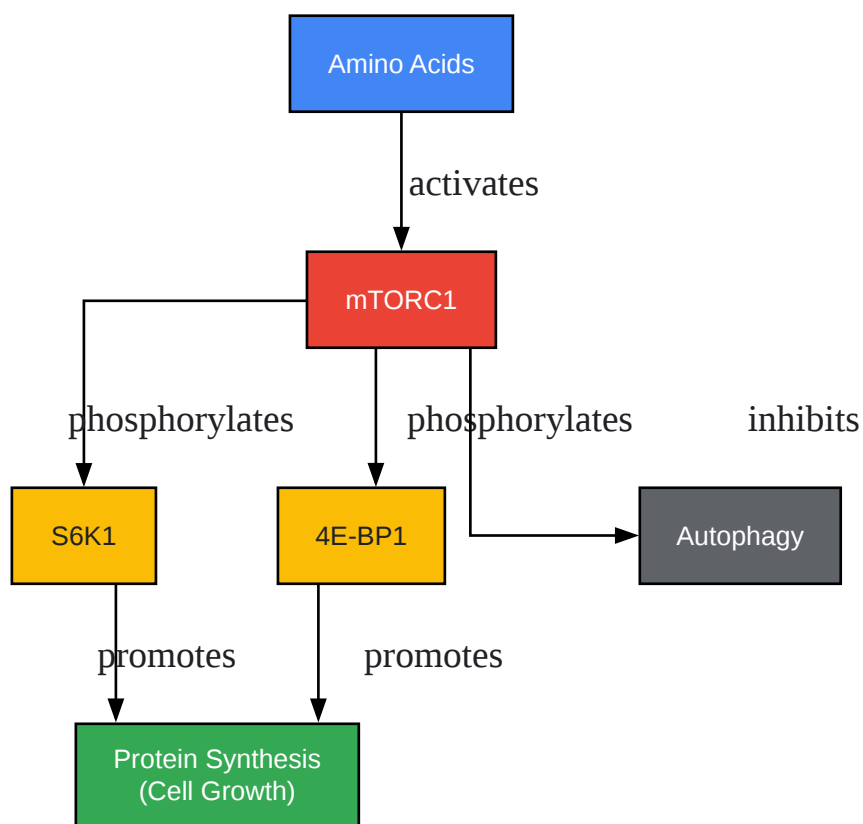 Amino Acids
activates
mTORC1
phosphorylates
phosphorylates
inhibits
S6K1
4E-BP1
Autophagy
promotes
promotes
Protein Synthesis
(Cell Growth)